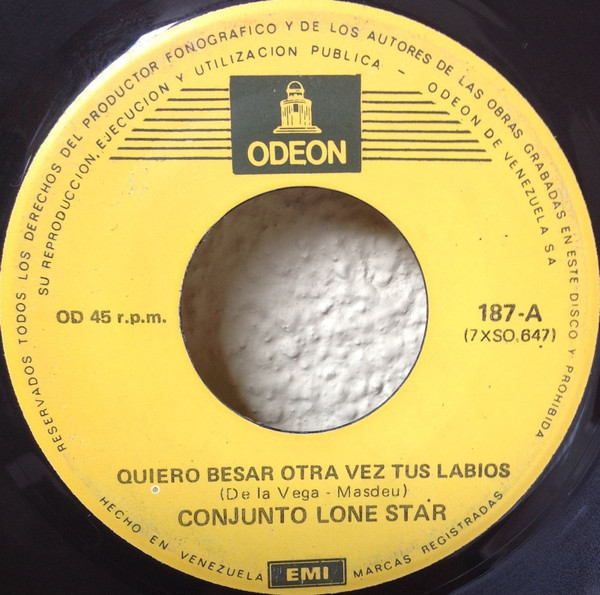 RESERVADOS TODOS LOS DERECHOS DEL PRODUCTOR FONOGRAFICO Y DE LOS AUTORES DE LAS OBRAS GRABADAS EN ESTE DISCO Y PROHIBIDA
SU REPRODUCCION, EJECUCION Y UTILIZACION PUBLICA - ODEON DE VENEZUELA S A
ODEON
OD 45 r.p.m.
187-A
(7XSO.647)
QUIERO BESAR OTRA VEZ TUS LABIOS
(De la Vega - Masdeu)
CONJUNTO LONE STAR
HECHO EN VENEZUELA EMI MARCAS REGISTRADAS